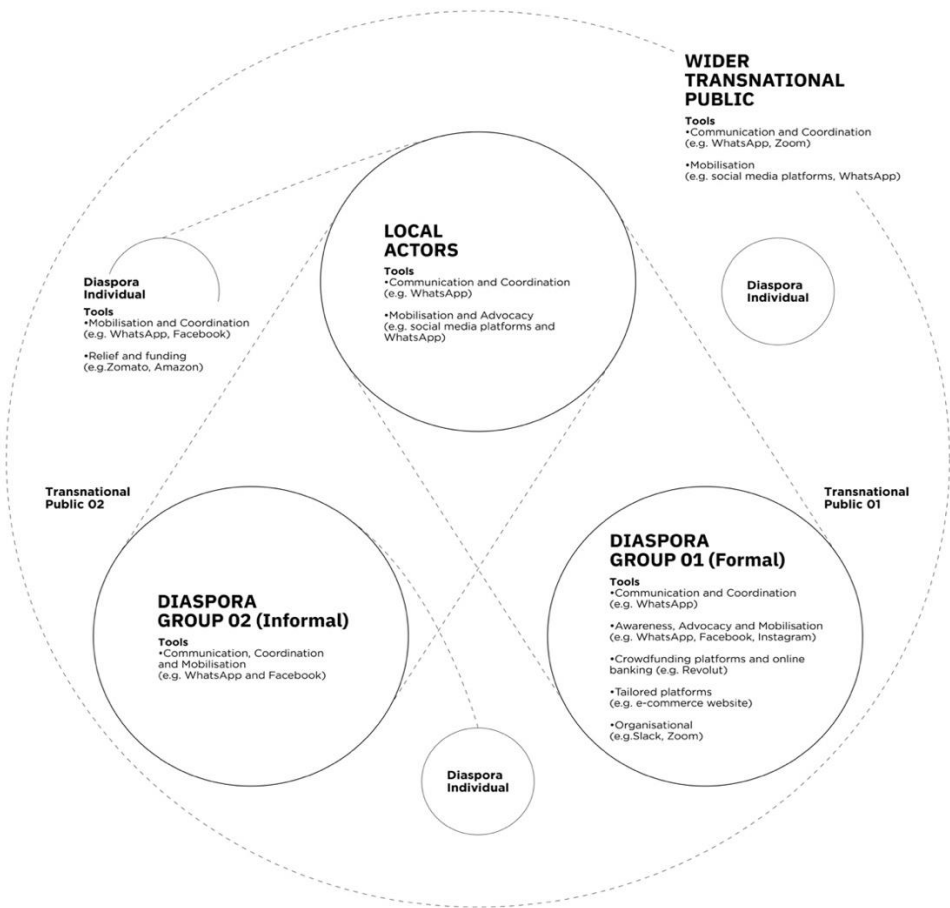 WIDER
TRANSNATIONAL
PUBLIC
Tools
•Communication and Coordination
(e.g. WhatsApp, Zoom)
•Mobilisation
(e.g. social media platforms, WhatsApp)
LOCAL
ACTORS
Tools
•Communication and Coordination
(e.g. WhatsApp)
•Mobilisation and Advocacy
(e.g. social media platforms and
WhatsApp)
Diaspora
Individual
Tools
•Mobilisation and Coordination
(e.g. WhatsApp, Facebook)
•Relief and funding
(e.g.Zomato, Amazon)
Diaspora
Individual
Transnational
Public 02
Transnational
Public 01
DIASPORA
GROUP 02 (Informal)
Tools
•Communication, Coordination
and Mobilisation
(e.g. WhatsApp and Facebook)
DIASPORA
GROUP 01 (Formal)
Tools
•Communication and Coordination
(e.g. WhatsApp)
•Awareness, Advocacy and Mobilisation
(e.g. WhatsApp, Facebook, Instagram)
•Crowdfunding platforms and online
banking (e.g. Revolut)
•Tailored platforms
(e.g. e-commerce website)
•Organisational
(e.g.Slack, Zoom)
Diaspora
Individual